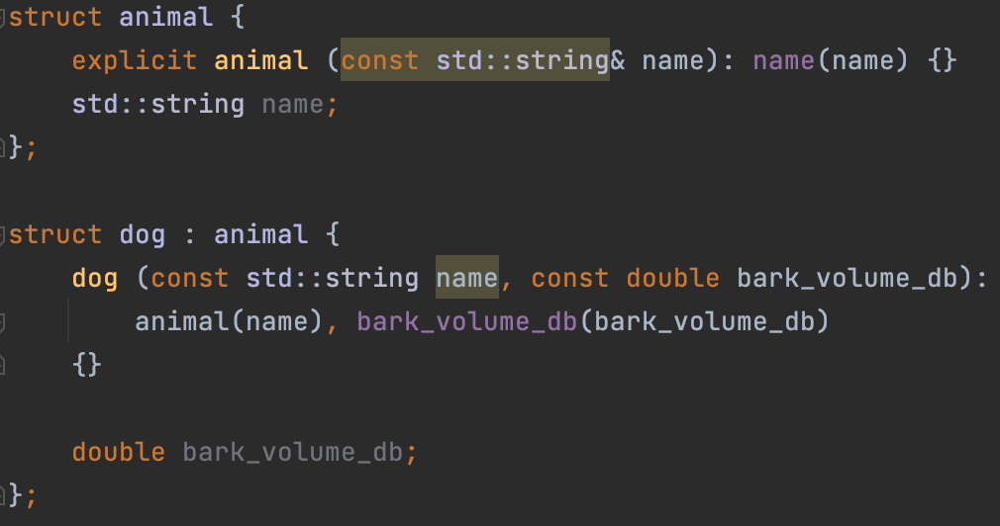 struct animal {
    explicit animal (const std::string& name): name(name) {}
    std::string name;
};

struct dog : animal {
    dog (const std::string name, const double bark_volume_db):
        animal(name), bark_volume_db(bark_volume_db)
    {}

    double bark_volume_db;
};